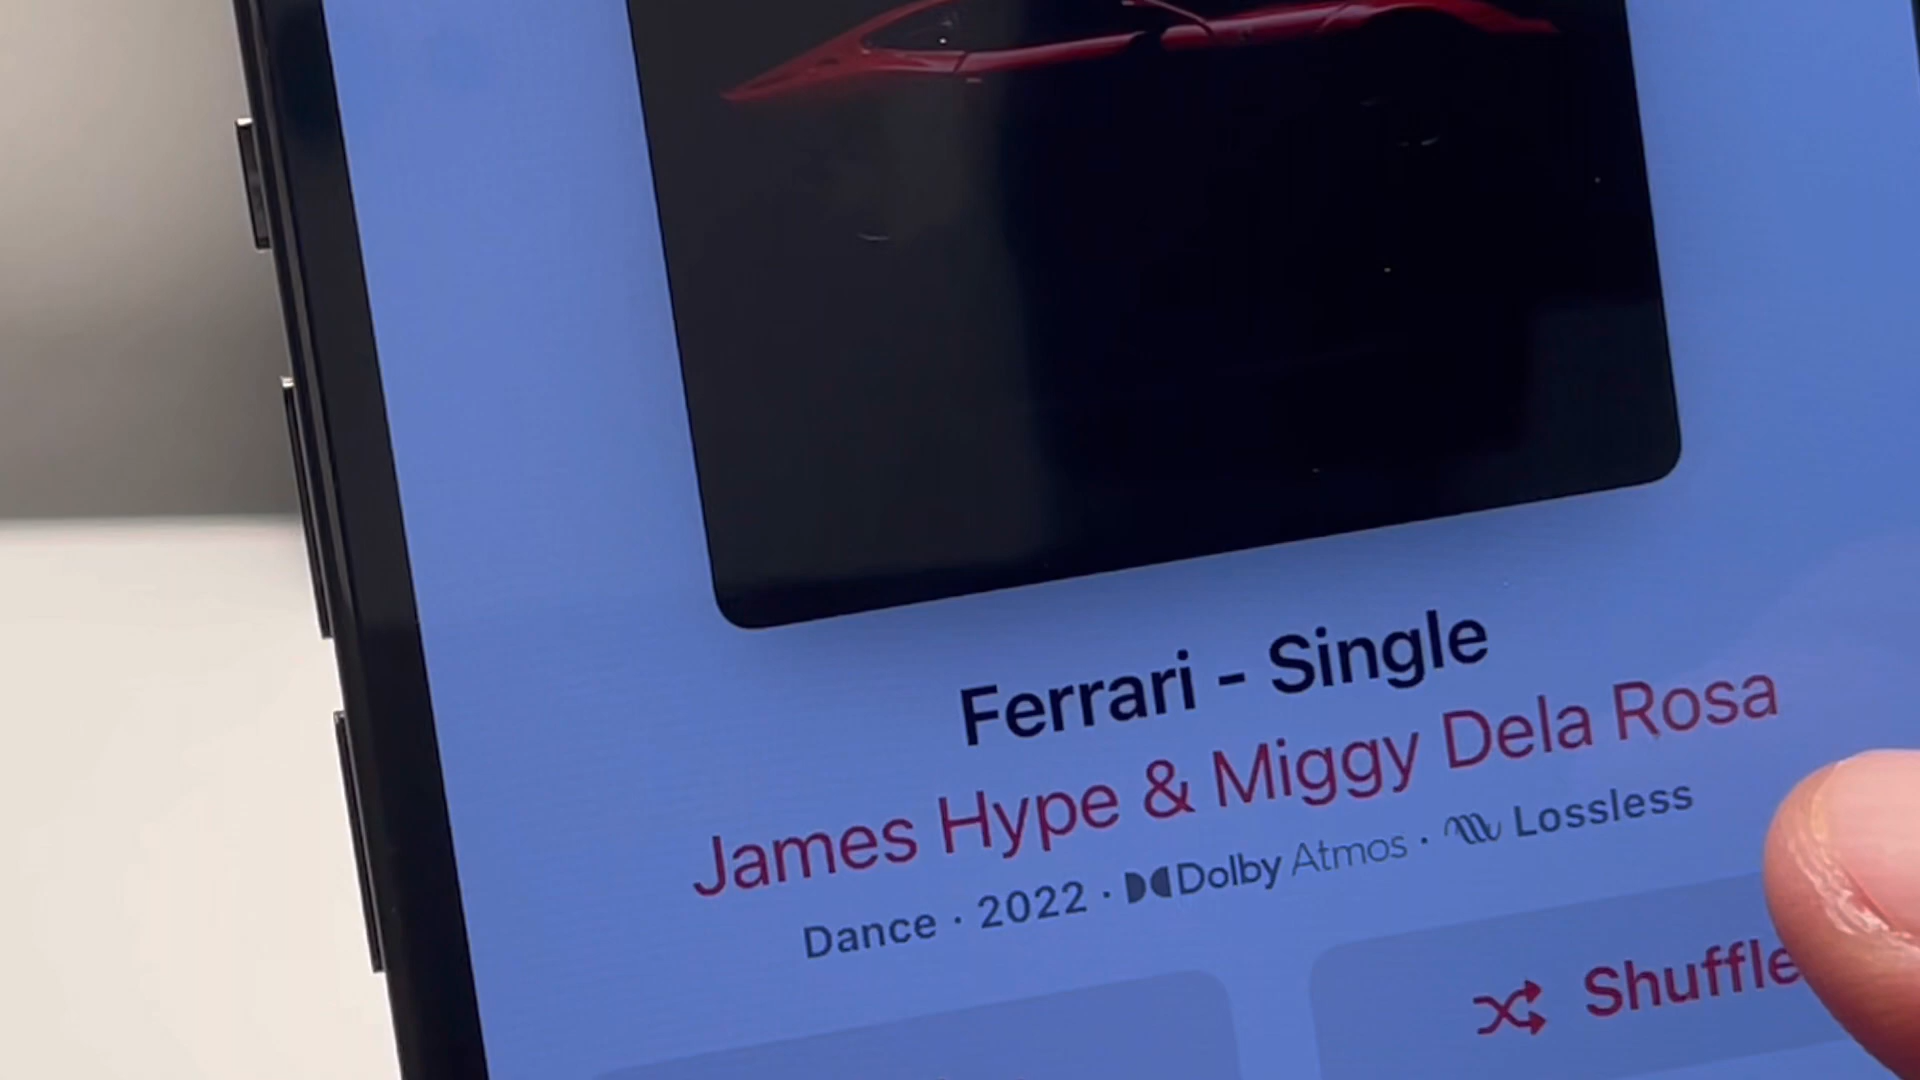 Ferrari - Single
James Hype & Miggy Dela Rosa
Dance · 2022 · Dolby Atmos · Lossless
Shuffle